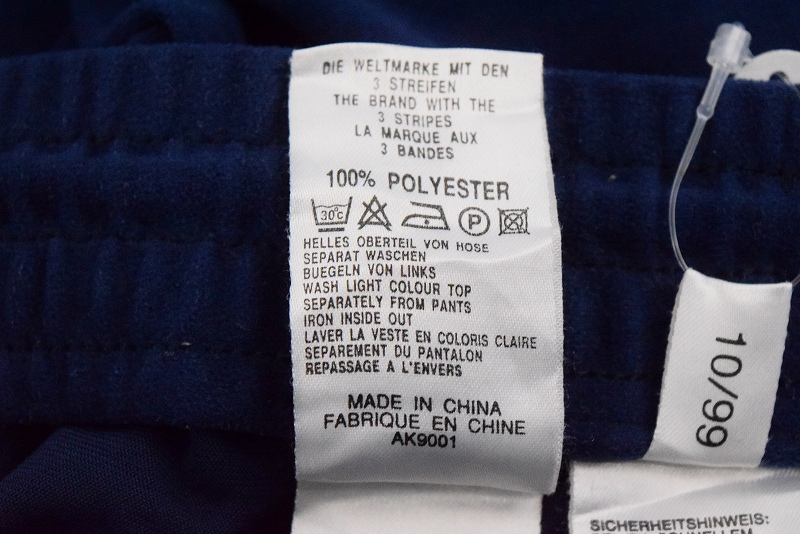 DIE WELTMARKE MIT DEN
3 STREIFEN
THE BRAND WITH THE
3 STRIPES
LA MARQUE AUX
3 BANDES
100% POLYESTER
30°c
P
HELLES OBERTEIL VON HOSE
SEPARAT WASCHEN
BUEGELN VON LINKS
WASH LIGHT COLOUR TOP
SEPARATELY FROM PANTS
IRON INSIDE OUT
LAVER LA VESTE EN COLORIS CLAIRE
SEPAREMENT DU PANTALON
REPASSAGE A L'ENVERS
MADE IN CHINA
FABRIQUE EN CHINE
AK9001
10/99
SICHERHEITSHINWEIS: